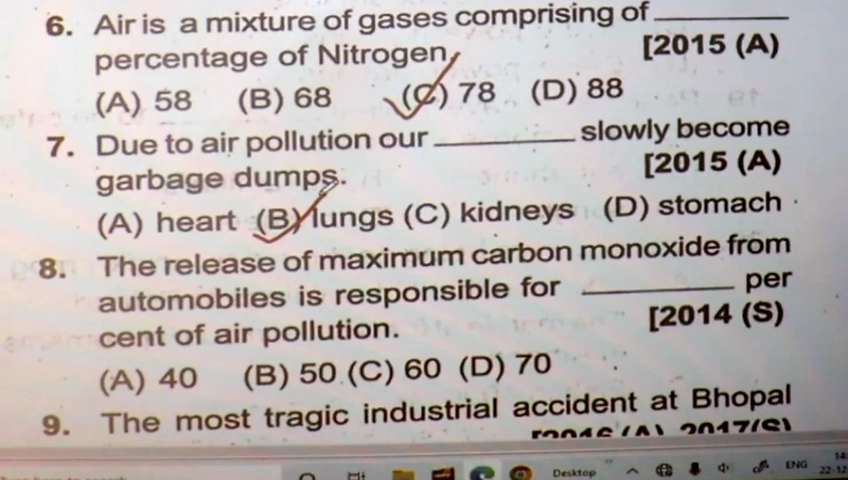 6. Air is a mixture of gases comprising of ________
percentage of Nitrogen, [2015 (A)
(A) 58 (B) 68 (C) 78 (D) 88
7. Due to air pollution our ________ slowly become
garbage dumps. [2015 (A)
(A) heart (B) lungs (C) kidneys (D) stomach
8. The release of maximum carbon monoxide from
automobiles is responsible for ________ per
cent of air pollution. [2014 (S)
(A) 40 (B) 50 (C) 60 (D) 70
9. The most tragic industrial accident at Bhopal
[2016 (A) 2017(S)
Desktop ENG